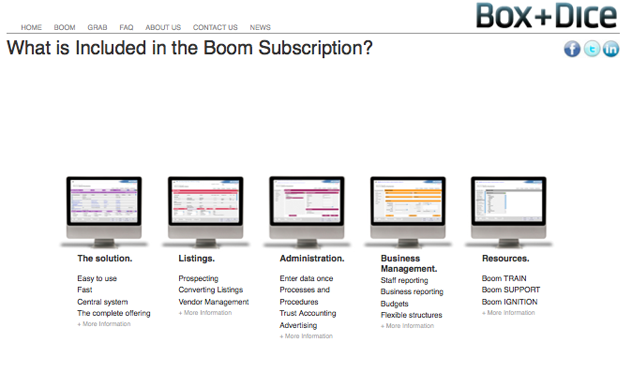 Box+Dice
HOME BOOM GRAB FAQ ABOUT US CONTACT US NEWS
What is Included in the Boom Subscription?
The solution.
Easy to use
Fast
Central system
The complete offering
+ More Information
Listings.
Prospecting
Converting Listings
Vendor Management
+ More Information
Administration.
Enter data once
Processes and
Procedures
Trust Accounting
Advertising
+ More Information
Business
Management.
Staff reporting
Business reporting
Budgets
Flexible structures
+ More Information
Resources.
Boom TRAIN
Boom SUPPORT
Boom IGNITION
+ More Information